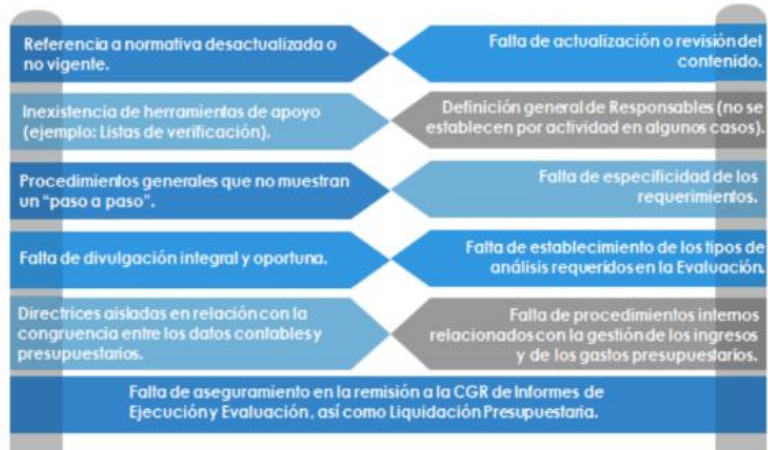 Referencia a normativa desactualizada o
no vigente.
Falta de actualización o revisión del
contenido.
Inexistencia de herramientas de apoyo
(ejemplo: Listas de verificación).
Definición general de Responsables (no se
establecen por actividad en algunos casos).
Procedimientos generales que no muestran
un "paso a paso".
Falta de especificidad de los
requerimientos.
Falta de divulgación integral y oportuna.
Falta de establecimiento de los tipos de
análisis requeridos en la Evaluación.
Directrices aisladas en relación con la
congruencia entre los datos contables y
presupuestarios.
Falta de procedimientos internos
relacionados con la gestión de los ingresos
y de los gastos presupuestarios.
Falta de aseguramiento en la remisión a la CGR de Informes de
Ejecución y Evaluación, así como Liquidación Presupuestaria.